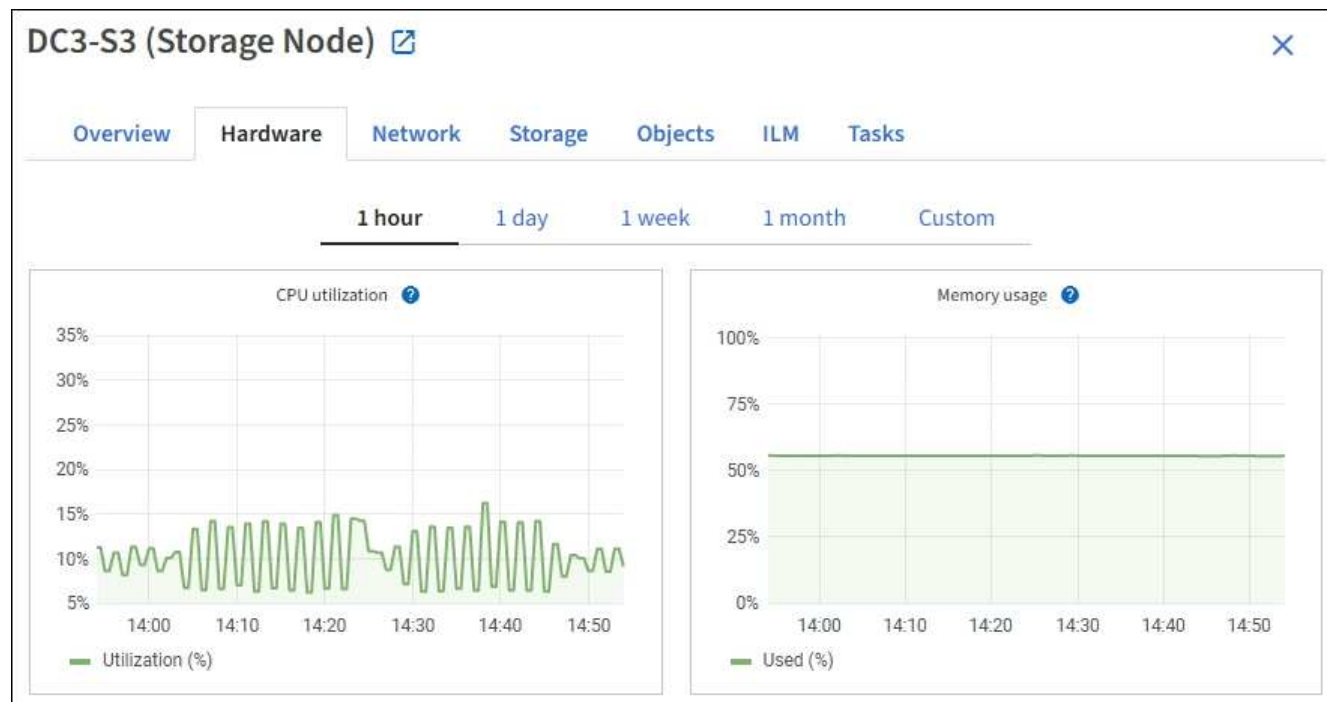 DC3-S3 (Storage Node)
Overview Hardware Network Storage Objects ILM Tasks
1 hour 1 day 1 week 1 month Custom
CPU utilization ?
35%
30%
25%
20%
15%
10%
5%
14:00 14:10 14:20 14:30 14:40 14:50
Utilization (%)
Memory usage ?
100%
75%
50%
25%
0%
14:00 14:10 14:20 14:30 14:40 14:50
Used (%)